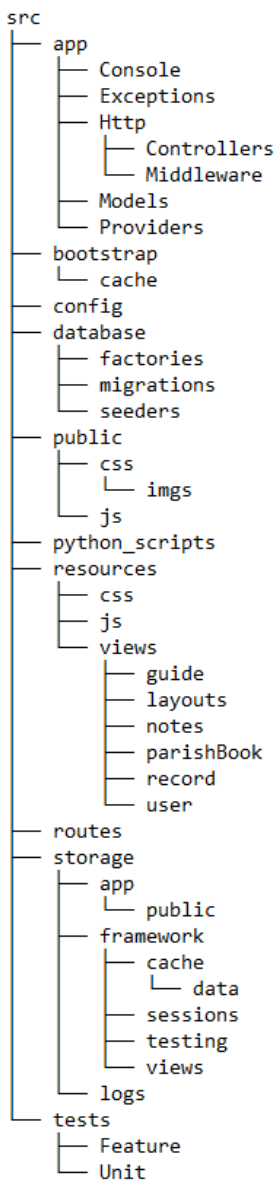 src
app
Console
Exceptions
Http
Controllers
Middleware
Models
Providers
bootstrap
cache
config
database
factories
migrations
seeders
public
css
imgs
js
python_scripts
resources
css
js
views
guide
layouts
notes
parishBook
record
user
routes
storage
app
public
framework
cache
data
sessions
testing
views
logs
tests
Feature
Unit